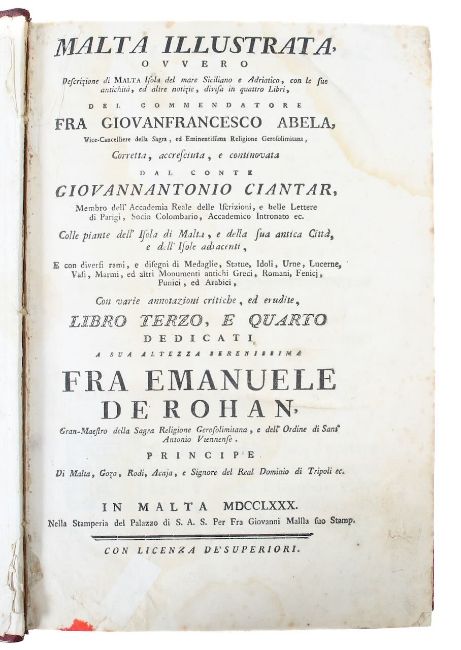 MALTA ILLUSTRATA,
OVVERO
Descrizione di MALTA Isola del mare Siciliano e Adriatico, con le sue
antichità, ed altre notizie, divisa in quattro Libri,
DEL COMMENDATORE
FRA GIOVANFRANCESCO ABELA,
Vice-Cancelliere della Sagra, ed Eminentissima Religione Gerosolimitana,
Corretta, accresciuta, e continovata
DAL CONTE
GIOVANNANTONIO CIANTAR,
Membro dell' Accademia Reale delle Iscrizioni, e belle Lettere
di Parigi, Socio Colombario, Accademico Intronato ec.
Colle piante dell' Isola di Malta, e della sua antica Città,
e dell' Isole adiacenti,
E con diversi rami, e disegni di Medaglie, Statue, Idoli, Urne, Lucerne,
Vasi, Marmi, ed altri Monumenti antichi Greci, Romani, Fenicj,
Punici, ed Arabici,
Con varie annotazioni critiche, ed erudite,
LIBRO TERZO, E QUARTO
DEDICATI
A SUA ALTEZZA SERENISSIMA
FRA EMANUELE
DE ROHAN,
Gran-Maestro della Sagra Religione Gerosolimitana, e dell' Ordine di Sant'
Antonio Viennense,
PRINCIPE
Di Malta, Gozo, Rodi, Acaja, e Signore del Real Dominio di Tripoli ec.
IN MALTA MDCCLXXX.
Nella Stamperia del Palazzo di S. A. S. Per Fra Giovanni Mallia suo Stamp.
CON LICENZA DE' SUPERIORI.